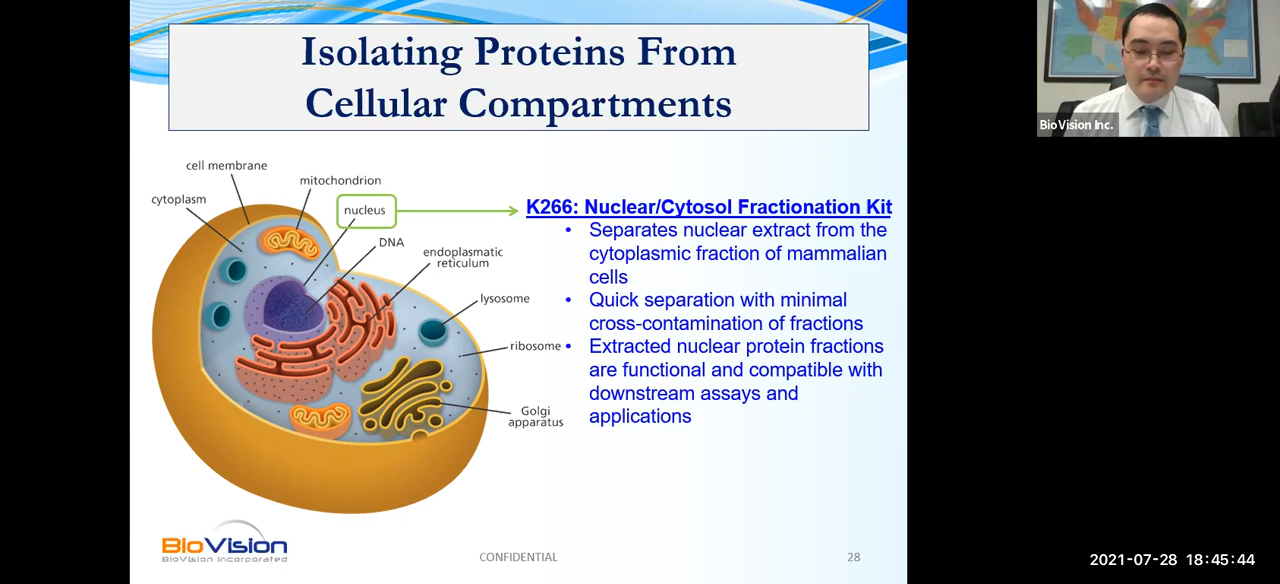 Isolating Proteins From
Cellular Compartments
cell membrane
mitochondrion
cytoplasm
nucleus
DNA
endoplasmatic
reticulum
lysosome
ribosome
Golgi
apparatus
K266: Nuclear/Cytosol Fractionation Kit
• Separates nuclear extract from the
cytoplasmic fraction of mammalian
cells
• Quick separation with minimal
cross-contamination of fractions
• Extracted nuclear protein fractions
are functional and compatible with
downstream assays and
applications
BioVision
BioVision Incorporated
CONFIDENTIAL
28
BioVision Inc.
2021-07-28 18:45:44